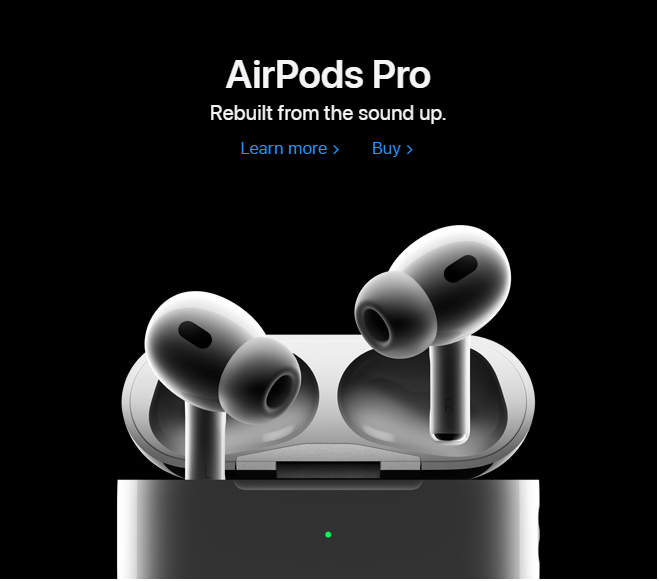 AirPods Pro
Rebuilt from the sound up.
Learn more >
Buy >
R
L